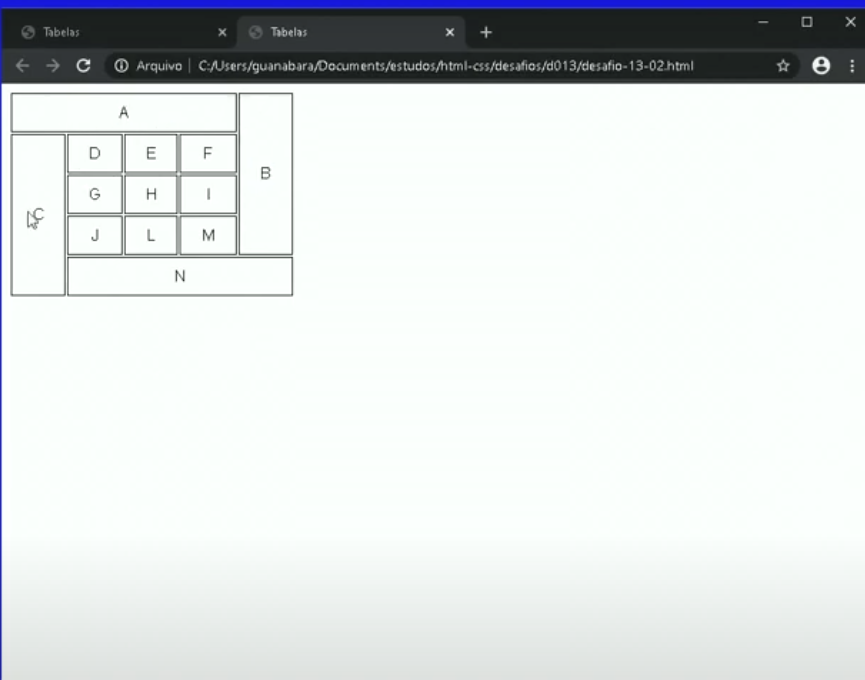 Tabelas Tabelas
Arquivo C:/Users/guanabara/Documents/estudos/html-css/desafios/d013/desafio-13-02.html
A
B
C
D E F
G H I
J L M
N